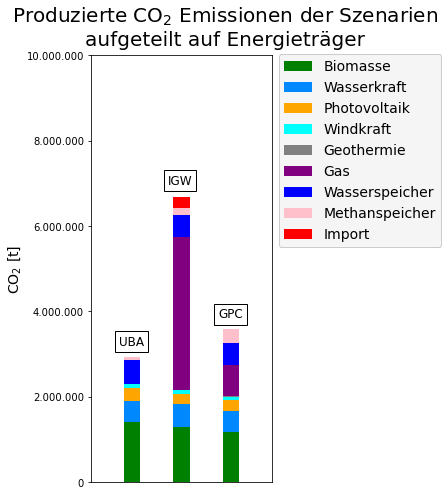 Produzierte CO₂ Emissionen der Szenarien
aufgeteilt auf Energieträger
CO₂ [t]
10.000.000
8.000.000
6.000.000
4.000.000
2.000.000
0
UBA
IGW
GPC
Biomasse
Wasserkraft
Photovoltaik
Windkraft
Geothermie
Gas
Wasserspeicher
Methanspeicher
Import